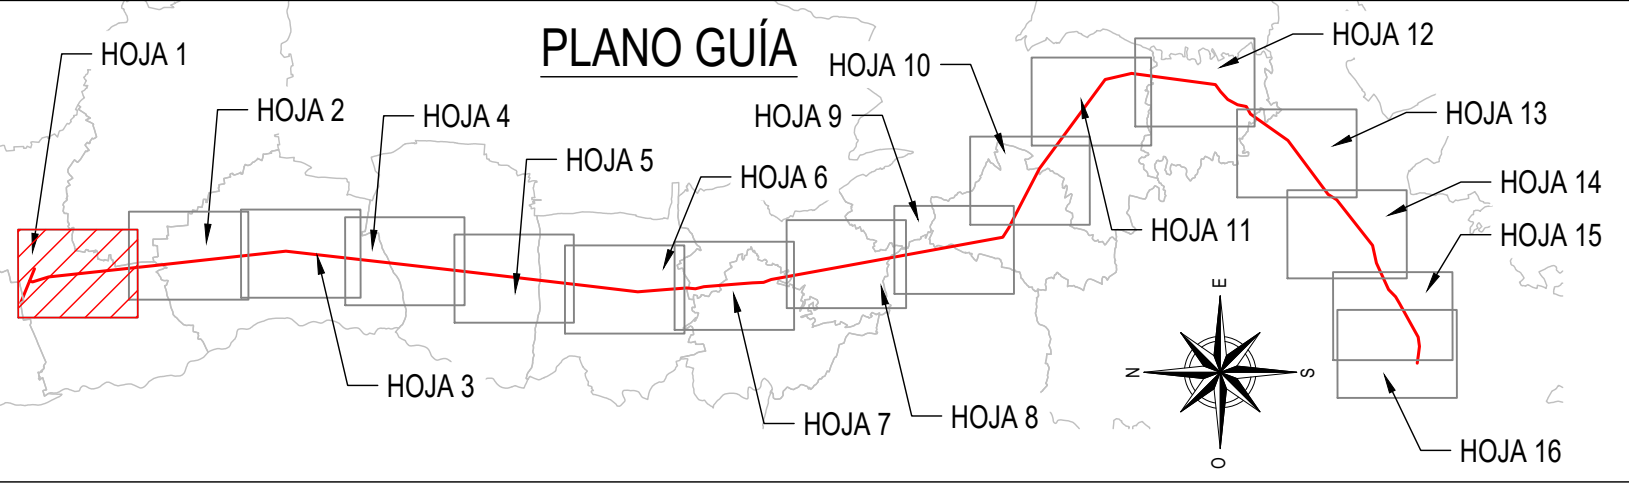 PLANO GUÍA
HOJA 1
HOJA 2
HOJA 3
HOJA 4
HOJA 5
HOJA 6
HOJA 7
HOJA 8
HOJA 9
HOJA 10
HOJA 11
HOJA 12
HOJA 13
HOJA 14
HOJA 15
HOJA 16
E
N
S
O